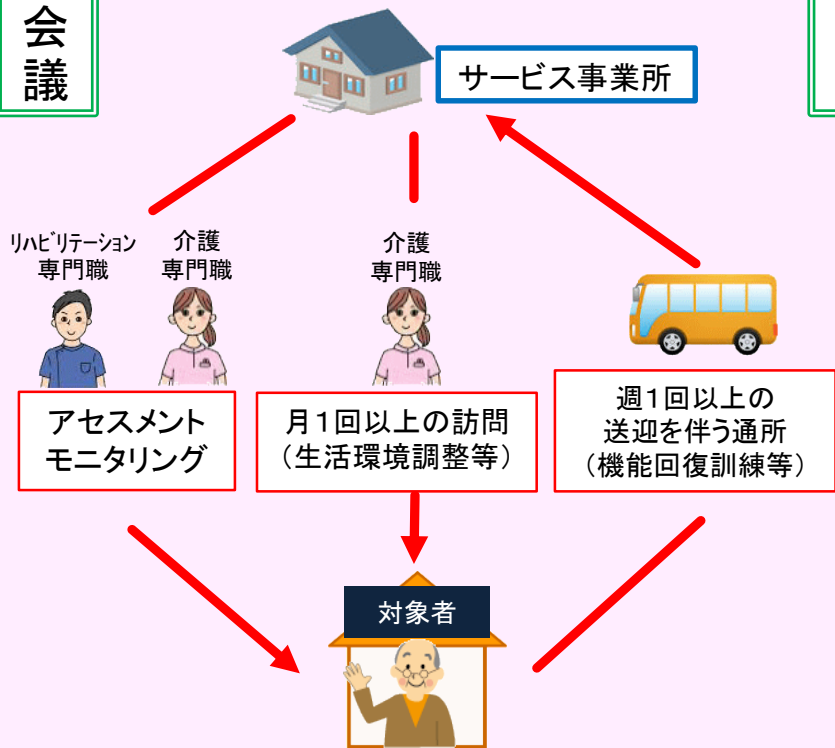 会
議
サービス事業所
リハビリテーション
専門職
介護
専門職
介護
専門職
アセスメント
モニタリング
月1回以上の訪問
（生活環境調整等）
週1回以上の
送迎を伴う通所
（機能回復訓練等）
対象者